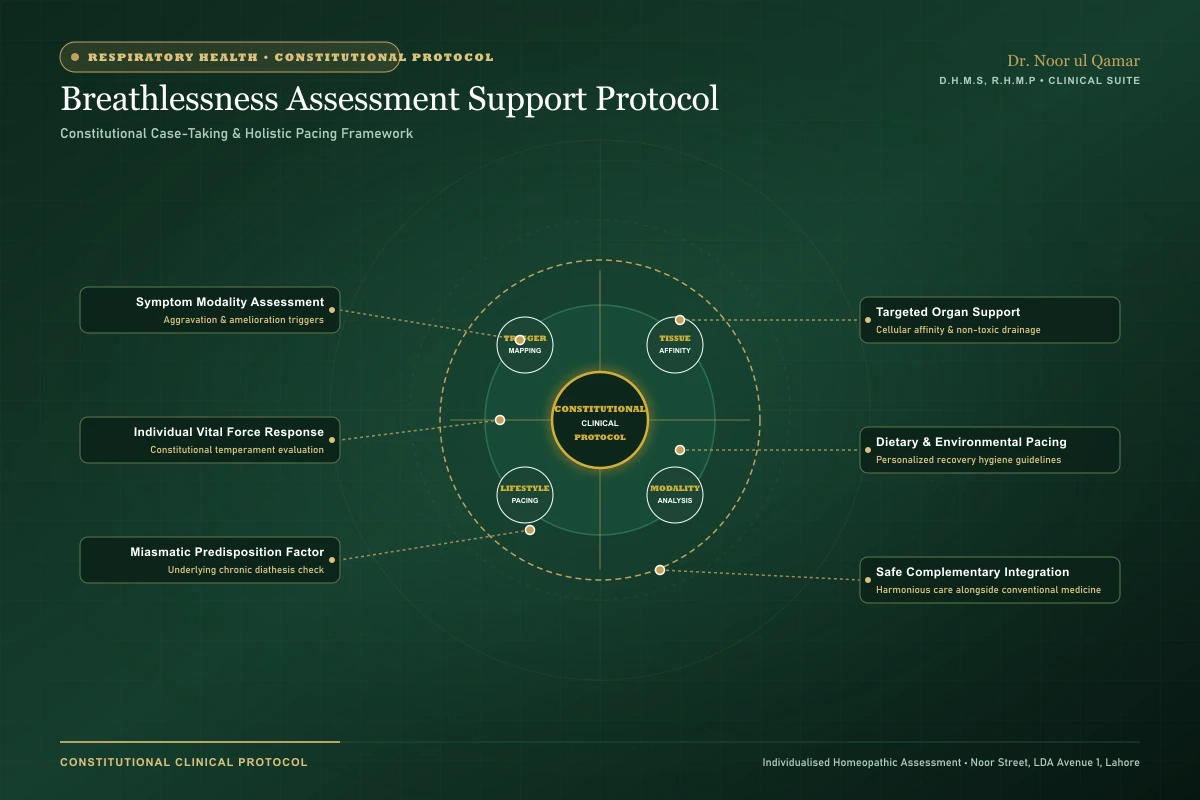 RESPIRATORY HEALTH • CONSTITUTIONAL PROTOCOL
Breathlessness Assessment Support Protocol
Constitutional Case-Taking & Holistic Pacing Framework
Dr. Noor ul Qamar
D.H.M.S, R.H.M.P • CLINICAL SUITE
Symptom Modality Assessment
Aggravation & amelioration triggers
Individual Vital Force Response
Constitutional temperament evaluation
Miasmatic Predisposition Factor
Underlying chronic diathesis check
MAPPING
TISSUE
AFFINITY
CONSTITUTIONAL
CLINICAL
PROTOCOL
LIFESTYLE
PACING
MODALITY
ANALYSIS
Targeted Organ Support
Cellular affinity & non-toxic drainage
Dietary & Environmental Pacing
Personalized recovery hygiene guidelines
Safe Complementary Integration
Harmonious care alongside conventional medicine
CONSTITUTIONAL CLINICAL PROTOCOL
Individualised Homeopathic Assessment • Noor Street, LDA Avenue 1, Lahore